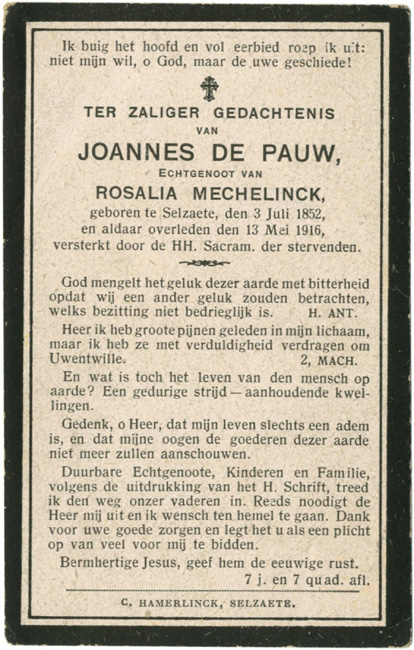 Ik buig het hoofd en vol eerbied roep ik uit:
niet mijn wil, o God, maar de uwe geschiede!
TER ZALIGER GEDACHTENIS
VAN
JOANNES DE PAUW,
ECHTGENOOT VAN
ROSALIA MECHELINCK,
geboren te Selzaete, den 3 Juli 1852,
en aldaar overleden den 13 Mei 1916,
versterkt door de HH. Sacram. der stervenden.
God mengelt het geluk dezer aarde met bitterheid
opdat wij een ander geluk zouden betrachten,
welks bezitting niet bedrieglijk is. H. ANT.
Heer ik heb groote pijnen geleden in mijn lichaam,
maar ik heb ze met verduldigheid verdragen om
Uwentwille. 2, MACH.
En wat is toch het leven van den mensch op
aarde? Een gedurige strijd — aanhoudende kwel-
lingen.
Gedenk, o Heer, dat mijn leven slechts een adem
is, en dat mijne oogen de goederen dezer aarde
niet meer zullen aanschouwen.
Duurbare Echtgenoote, Kinderen en Familie,
volgens de uitdrukking van het H. Schrift, treed
ik den weg onzer vaderen in. Reeds noodigt de
Heer mij uit en ik wensch ten hemel te gaan. Dank
voor uwe goede zorgen en legt het u als een plicht
op van veel voor mij te bidden.
Bermhertige Jesus, geef hem de eeuwige rust.
7 j. en 7 quad. afl.
C. HAMERLINCK, SELZAETE.